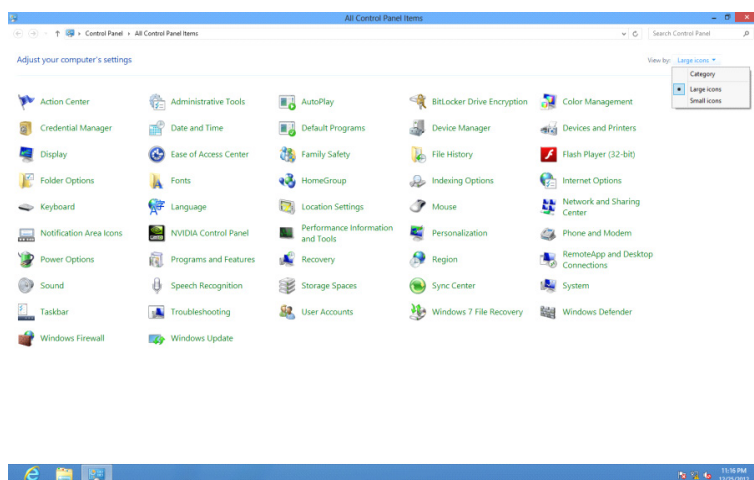 All Control Panel Items
Control Panel All Control Panel Items Search Control Panel
Adjust your computer's settings View by: Large icons
Category
Large icons
Small icons
Action Center Administrative Tools AutoPlay BitLocker Drive Encryption Color Management
Credential Manager Date and Time Default Programs Device Manager Devices and Printers
Display Ease of Access Center Family Safety File History Flash Player (32-bit)
Folder Options Fonts HomeGroup Indexing Options Internet Options
Keyboard Language Location Settings Mouse Network and Sharing
Center
Notification Area Icons NVIDIA Control Panel Performance Information
and Tools Personalization Phone and Modem
Power Options Programs and Features Recovery Region RemoteApp and Desktop
Connections
Sound Speech Recognition Storage Spaces Sync Center System
Taskbar Troubleshooting User Accounts Windows 7 File Recovery Windows Defender
Windows Firewall Windows Update
11:16 PM